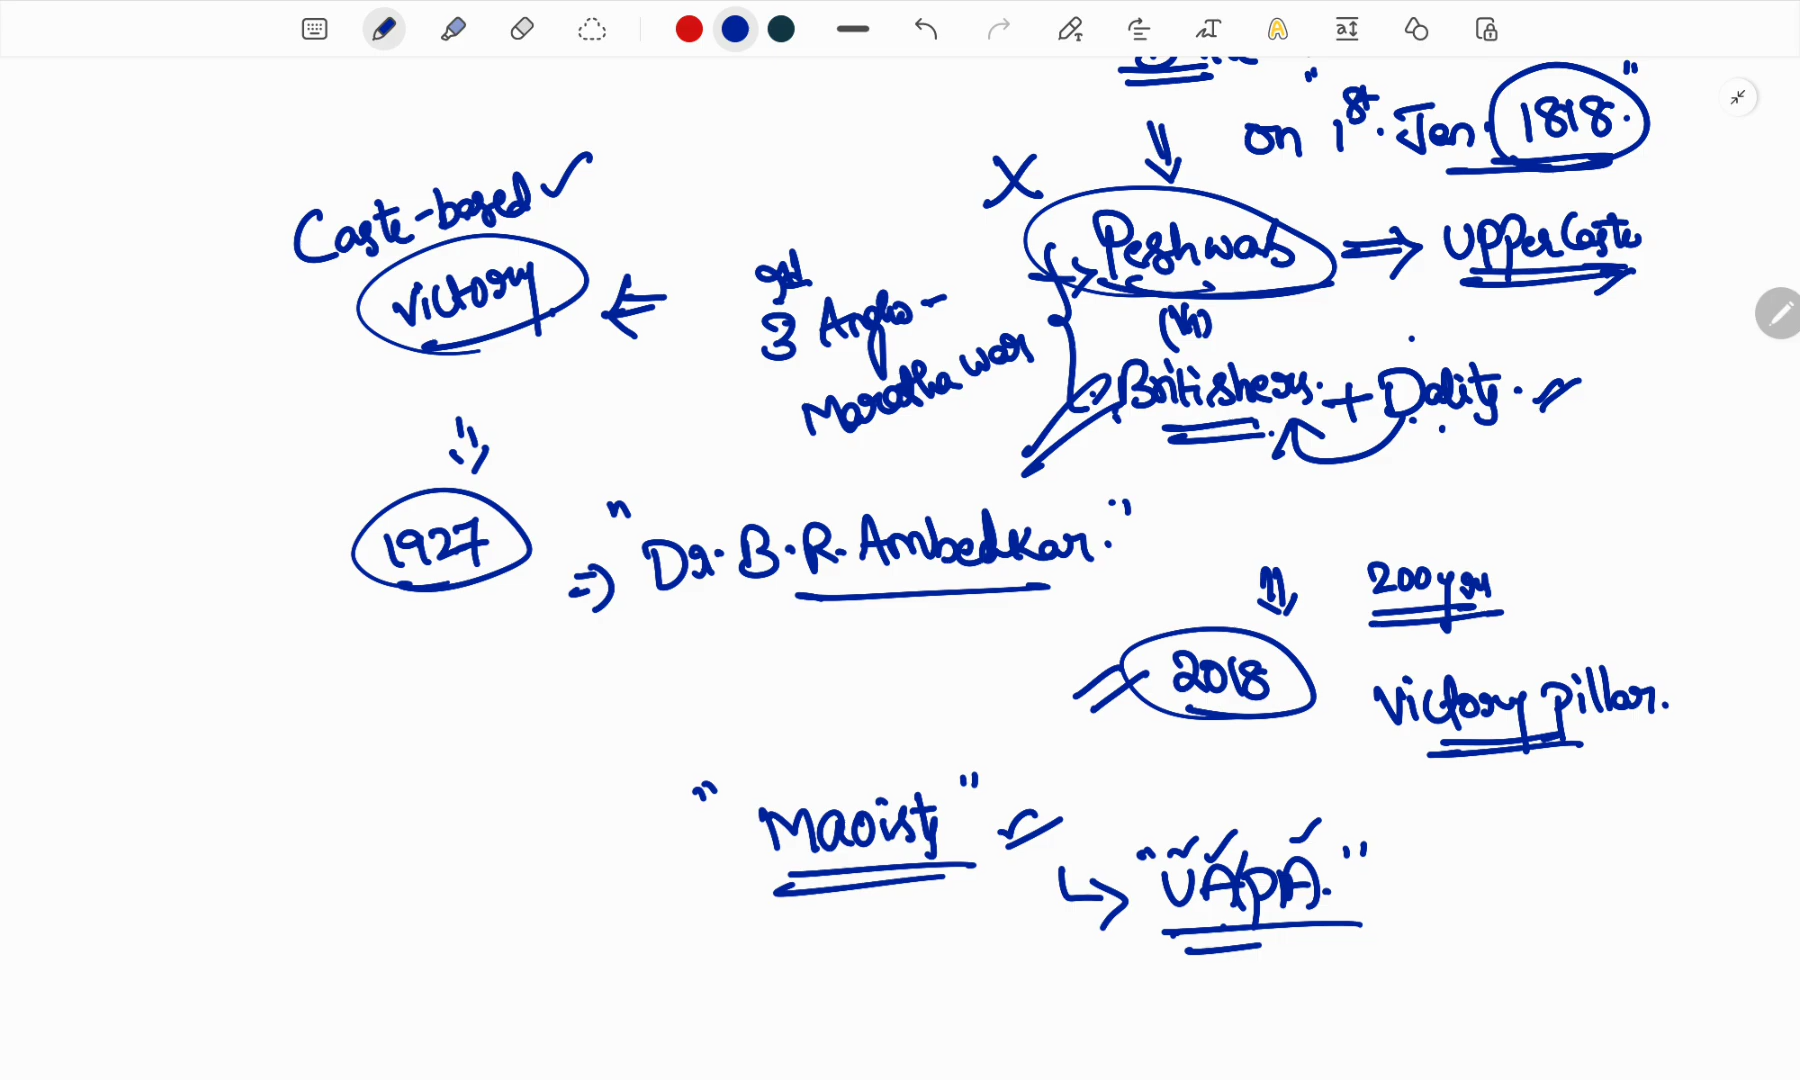 on 1st Jan. 1818."
Caste-based
X
Peshwas
Upper Caste
Victory
3rd Anglo-
Maratha war
(Vs)
Britishers. + Dalits.
1927
"Dr. B. R. Ambedkar."
200 yrs
2018
Victory pillar.
"Maoists"
"UAPA."